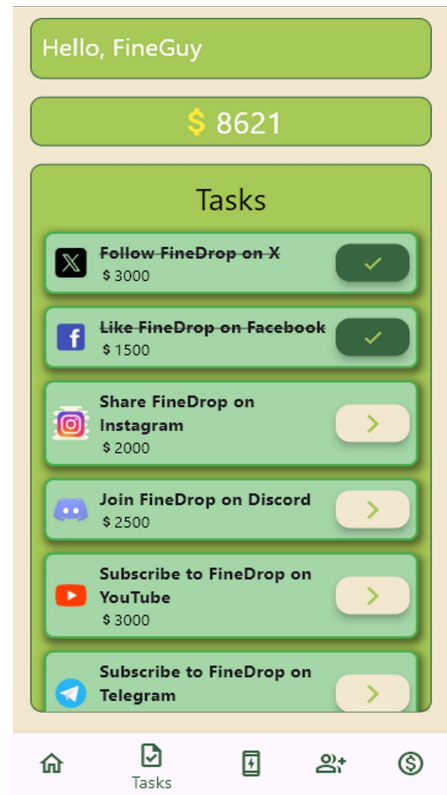 Hello, FineGuy
$ 8621
Tasks
Follow FineDrop on X
$ 3000
Like FineDrop on Facebook
$ 1500
Share FineDrop on
Instagram
$ 2000
Join FineDrop on Discord
$ 2500
Subscribe to FineDrop on
YouTube
$ 3000
Subscribe to FineDrop on
Telegram
Tasks